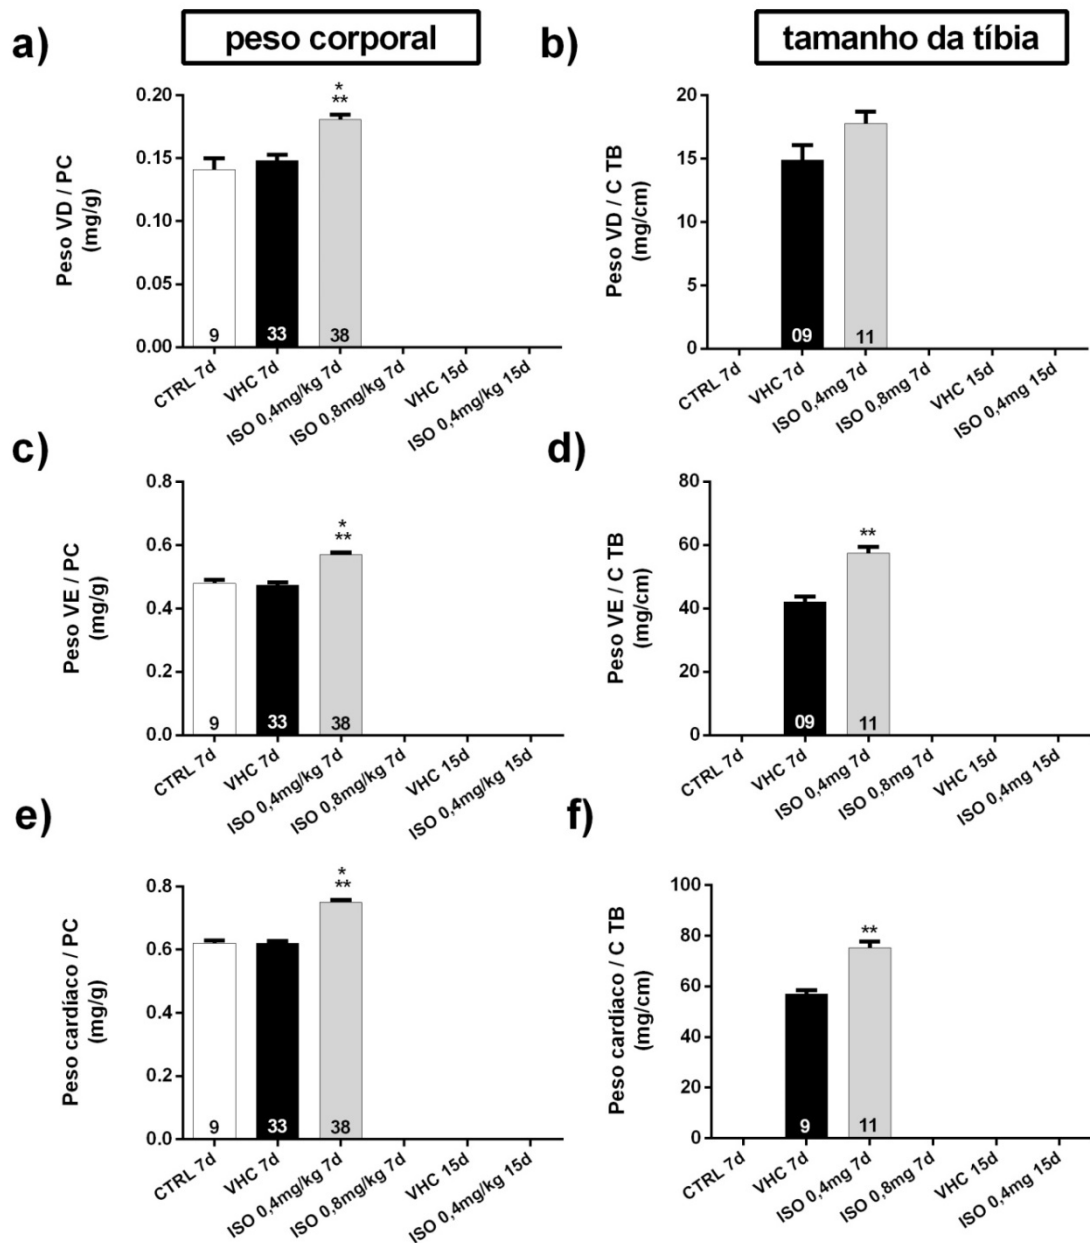 a)
peso corporal
b)
tamanho da tíbia
Peso VD / PC
(mg/g)
0.20
0.15
0.10
0.05
0.00
*
**
9
33
38
CTRL 7d
VHC 7d
ISO 0,4mg/kg 7d
ISO 0,8mg/kg 7d
VHC 15d
ISO 0,4mg/kg 15d
Peso VD / C TB
(mg/cm)
20
15
10
5
0
09
11
CTRL 7d
VHC 7d
ISO 0,4mg 7d
ISO 0,8mg 7d
VHC 15d
ISO 0,4mg 15d
c)
Peso VE / PC
(mg/g)
0.8
0.6
0.4
0.2
0.0
*
**
9
33
38
CTRL 7d
VHC 7d
ISO 0,4mg/kg 7d
ISO 0,8mg/kg 7d
VHC 15d
ISO 0,4mg/kg 15d
d)
Peso VE / C TB
(mg/cm)
80
60
40
20
0
**
09
11
CTRL 7d
VHC 7d
ISO 0,4mg 7d
ISO 0,8mg 7d
VHC 15d
ISO 0,4mg 15d
e)
Peso cardíaco / PC
(mg/g)
0.8
0.6
0.4
0.2
0.0
*
**
9
33
38
CTRL 7d
VHC 7d
ISO 0,4mg/kg 7d
ISO 0,8mg/kg 7d
VHC 15d
ISO 0,4mg/kg 15d
f)
Peso cardíaco / C TB
(mg/cm)
100
80
60
40
20
0
**
9
11
CTRL 7d
VHC 7d
ISO 0,4mg 7d
ISO 0,8mg 7d
VHC 15d
ISO 0,4mg 15d